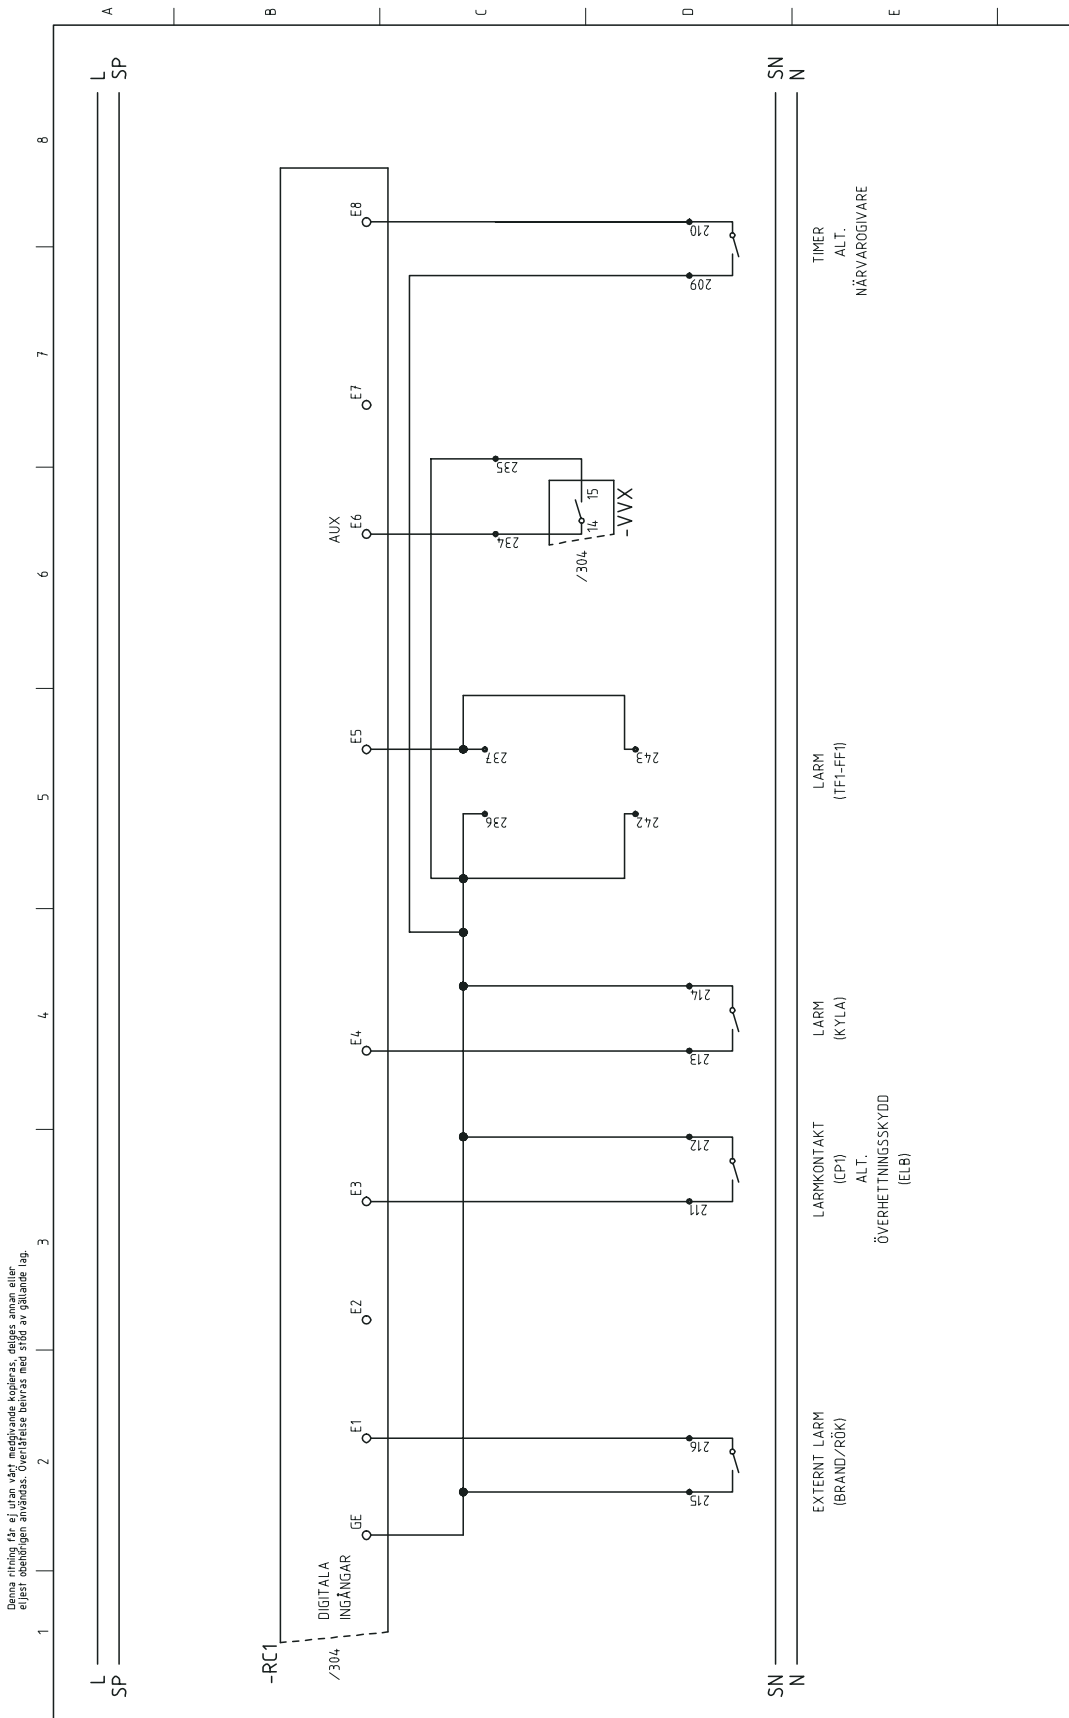 Denna ritning får ej utan vårt medgivande kopieras, delges annan eller
eljest obehörigen användas. Överträdelse beivras med stöd av gällande lag.
1
2
3
4
5
6
7
8
A
B
C
D
E
L
SP
L
SP
-RC1
/304
DIGITALA
INGÅNGAR
GE
E1
E2
E3
E4
E5
AUX
E6
E7
E8
234
235
14
15
/304
-VVX
236
237
242
243
215
216
211
212
213
214
209
210
SN
N
SN
N
EXTERNT LARM
(BRAND/RÖK)
LARMKONTAKT
(CP1)
ALT.
ÖVERHETTNINGSSKYDD
(ELB)
LARM
(KYLA)
LARM
(TF1-FF1)
TIMER
ALT.
NÄRVAROGIVARE